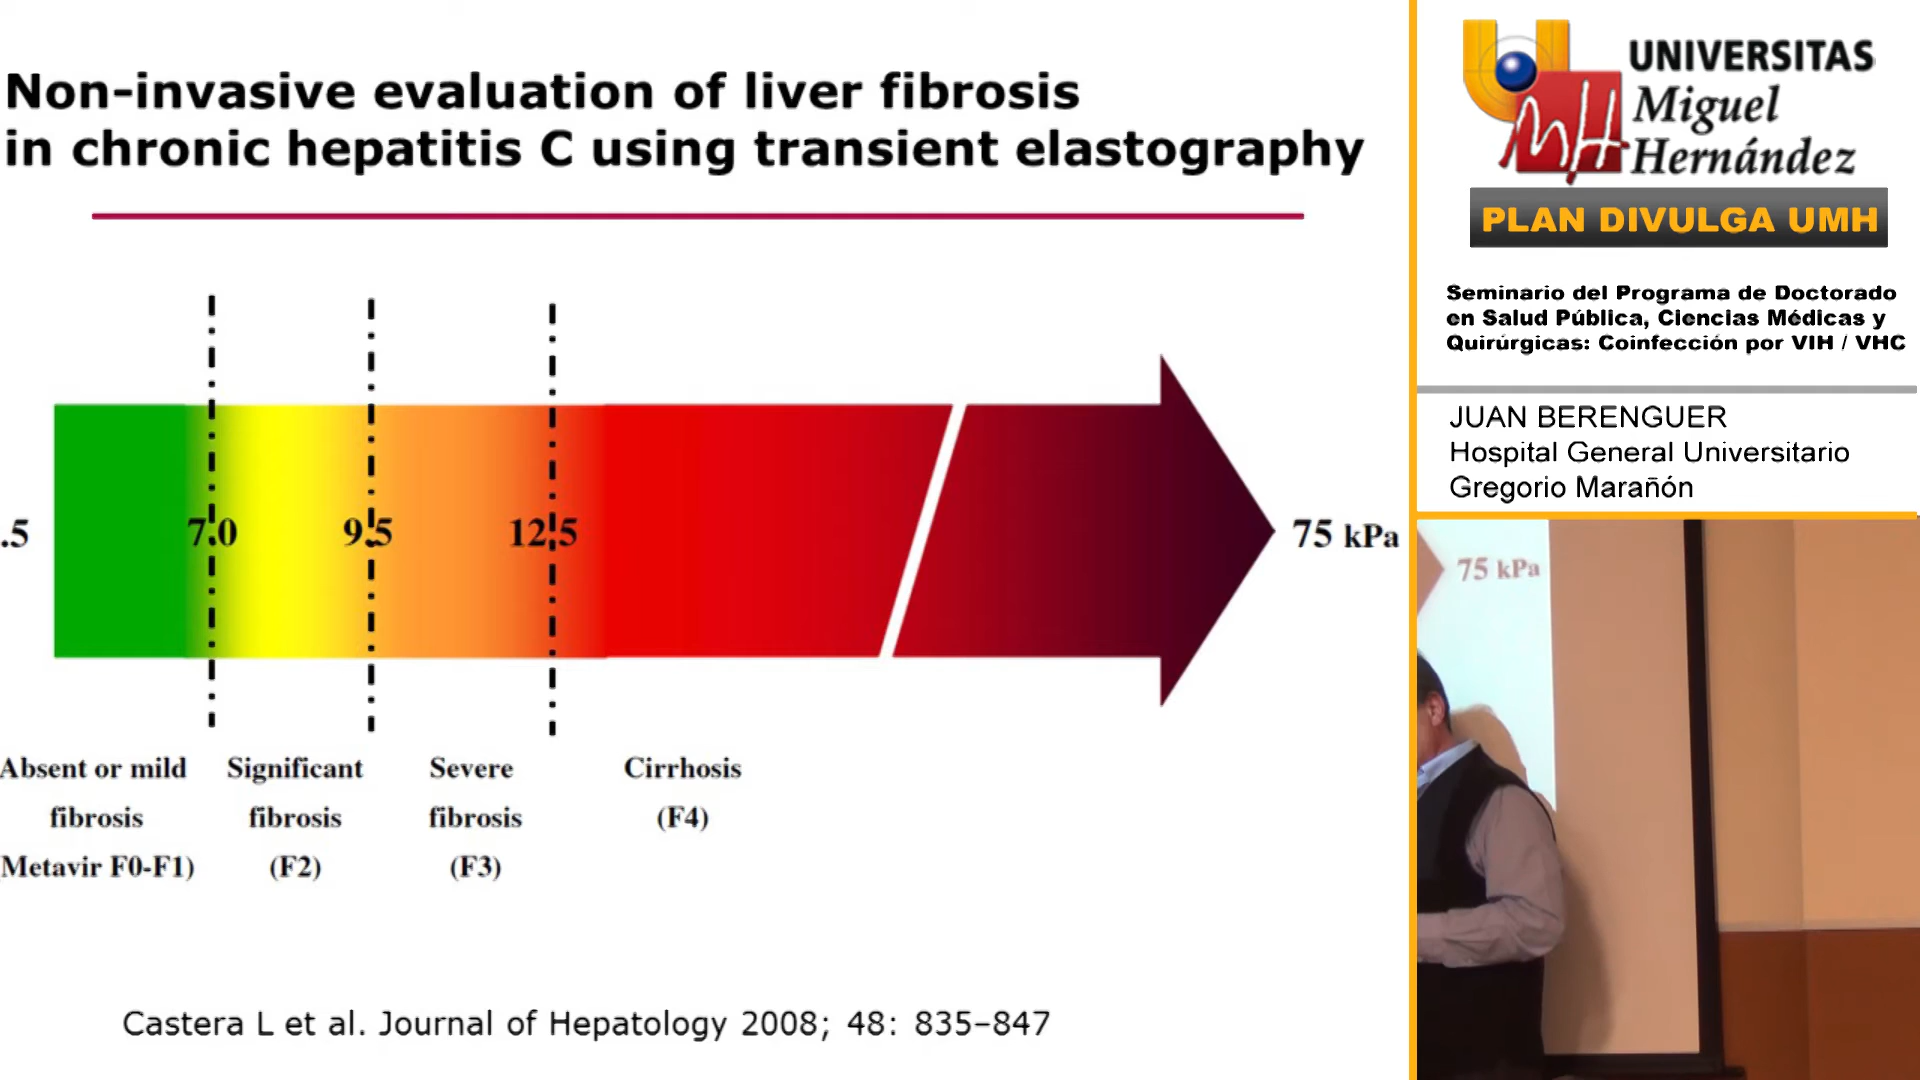 Non-invasive evaluation of liver fibrosis
in chronic hepatitis C using transient elastography
.5
7.0
9.5
12.5
75 kPa
Absent or mild
fibrosis
Metavir F0-F1)
Significant
fibrosis
(F2)
Severe
fibrosis
(F3)
Cirrhosis
(F4)
Castera L et al. Journal of Hepatology 2008; 48: 835–847
UMH
UNIVERSITAS
Miguel
Hernández
PLAN DIVULGA UMH
Seminario del Programa de Doctorado
en Salud Pública, Ciencias Médicas y
Quirúrgicas: Coinfección por VIH / VHC
JUAN BERENGUER
Hospital General Universitario
Gregorio Marañón
75 kPa